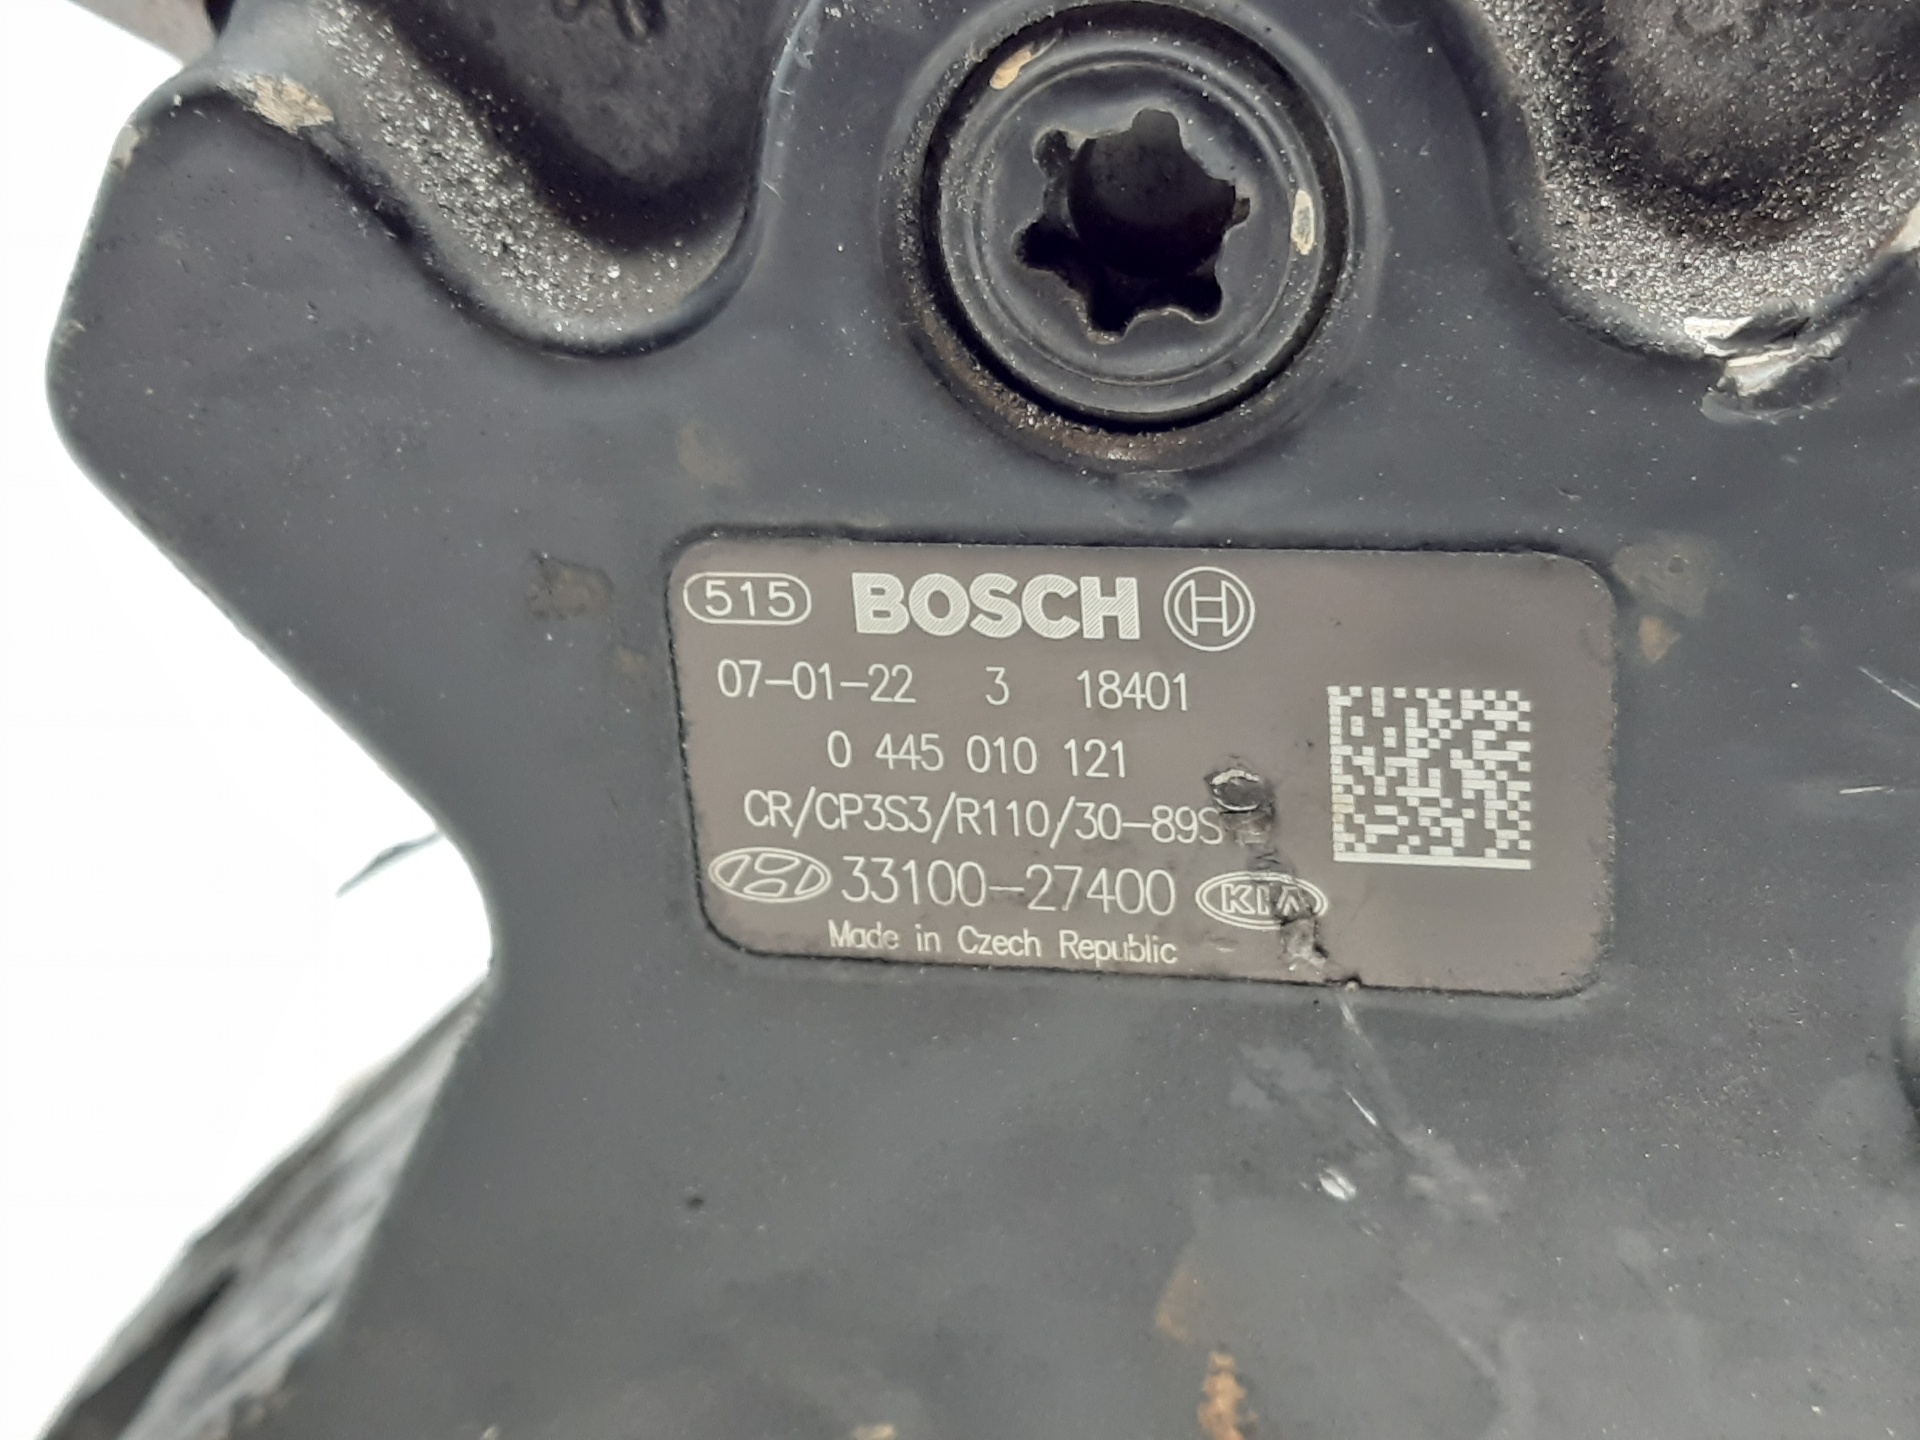 515 BOSCH
07-01-22 3 18401
0 445 010 121
CR/CP3S3/R110/30-89S
33100-27400 KIA
Made in Czech Republic